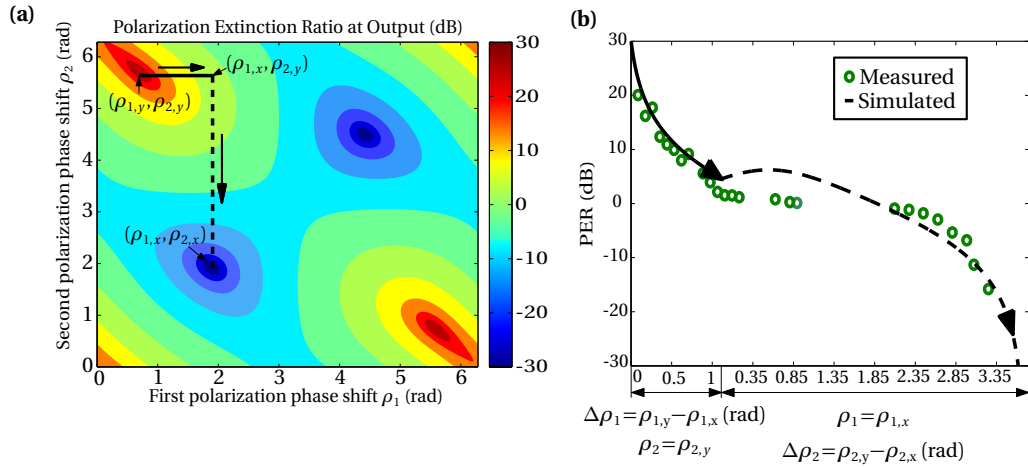 (a)
Polarization Extinction Ratio at Output (dB)
Second polarization phase shift ρ₂ (rad)
6
5
4
3
2
1
0
(ρ₁,ₓ,ρ₂,y)
(ρ₁,y,ρ₂,y)
(ρ₁,ₓ,ρ₂,ₓ)
0 1 2 3 4 5 6
First polarization phase shift ρ₁ (rad)
30
20
10
0
-10
-20
-30
(b)
PER (dB)
30
20
10
0
-10
20
-30
Measured
Simulated
0 0.5 1 0.35 0.85 1.35 1.85 2.35 2.85 3.35
Δρ₁=ρ₁,y−ρ₁,ₓ (rad)
ρ₂=ρ₂,y
ρ₁=ρ₁,ₓ
Δρ₂=ρ₂,y−ρ₂,ₓ (rad)